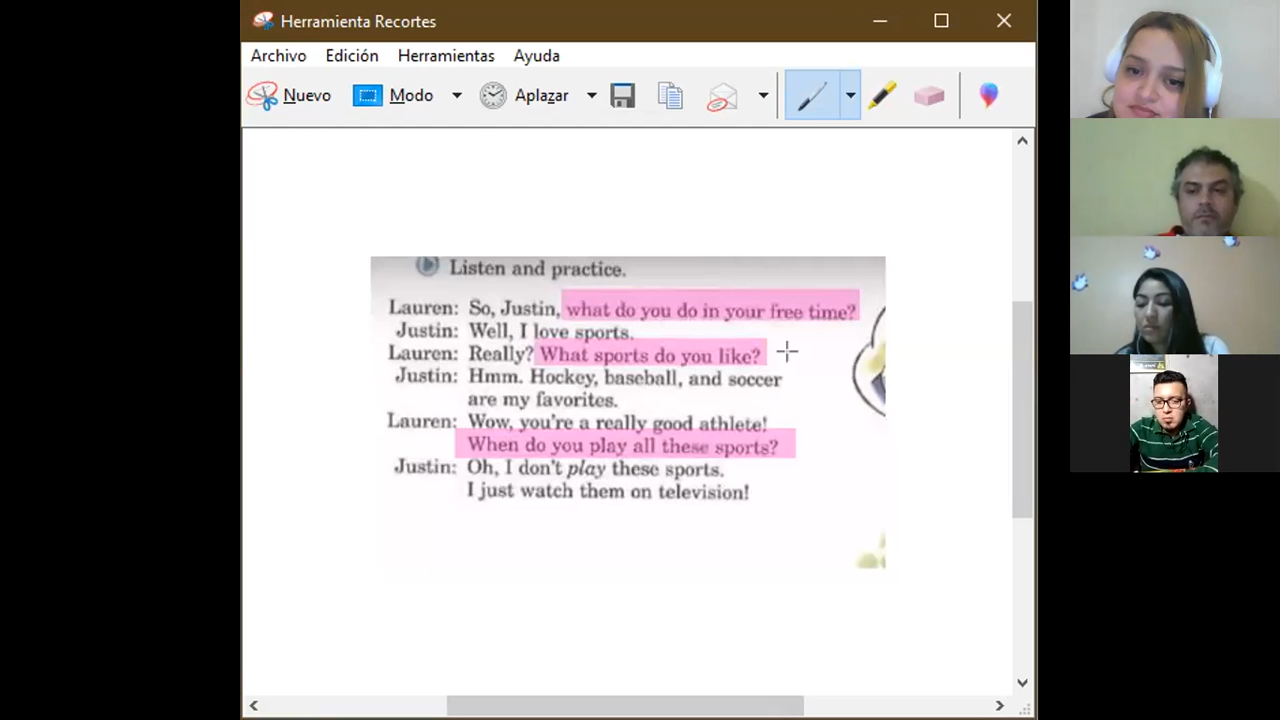 Herramienta Recortes
Archivo Edición Herramientas Ayuda
Nuevo Modo Aplazar
Listen and practice.
Lauren: So, Justin, what do you do in your free time?
Justin: Well, I love sports.
Lauren: Really? What sports do you like?
Justin: Hmm. Hockey, baseball, and soccer
are my favorites.
Lauren: Wow, you're a really good athlete!
When do you play all these sports?
Justin: Oh, I don't play these sports.
I just watch them on television!